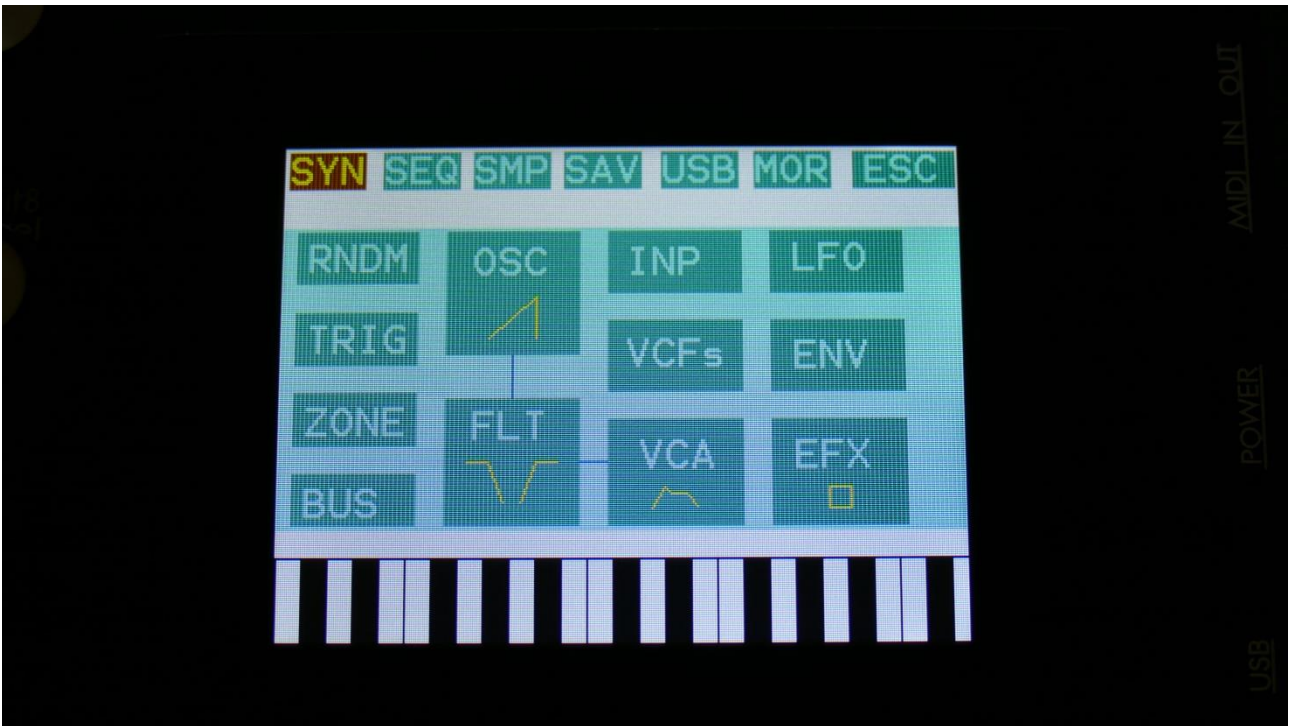 SYN SEQ SMP SAV USB MOR ESC
RNDM OSC INP LFO
TRIG VCFs ENV
ZONE FLT VCA EFX
BUS
MIDI IN OUT
POWER
USB